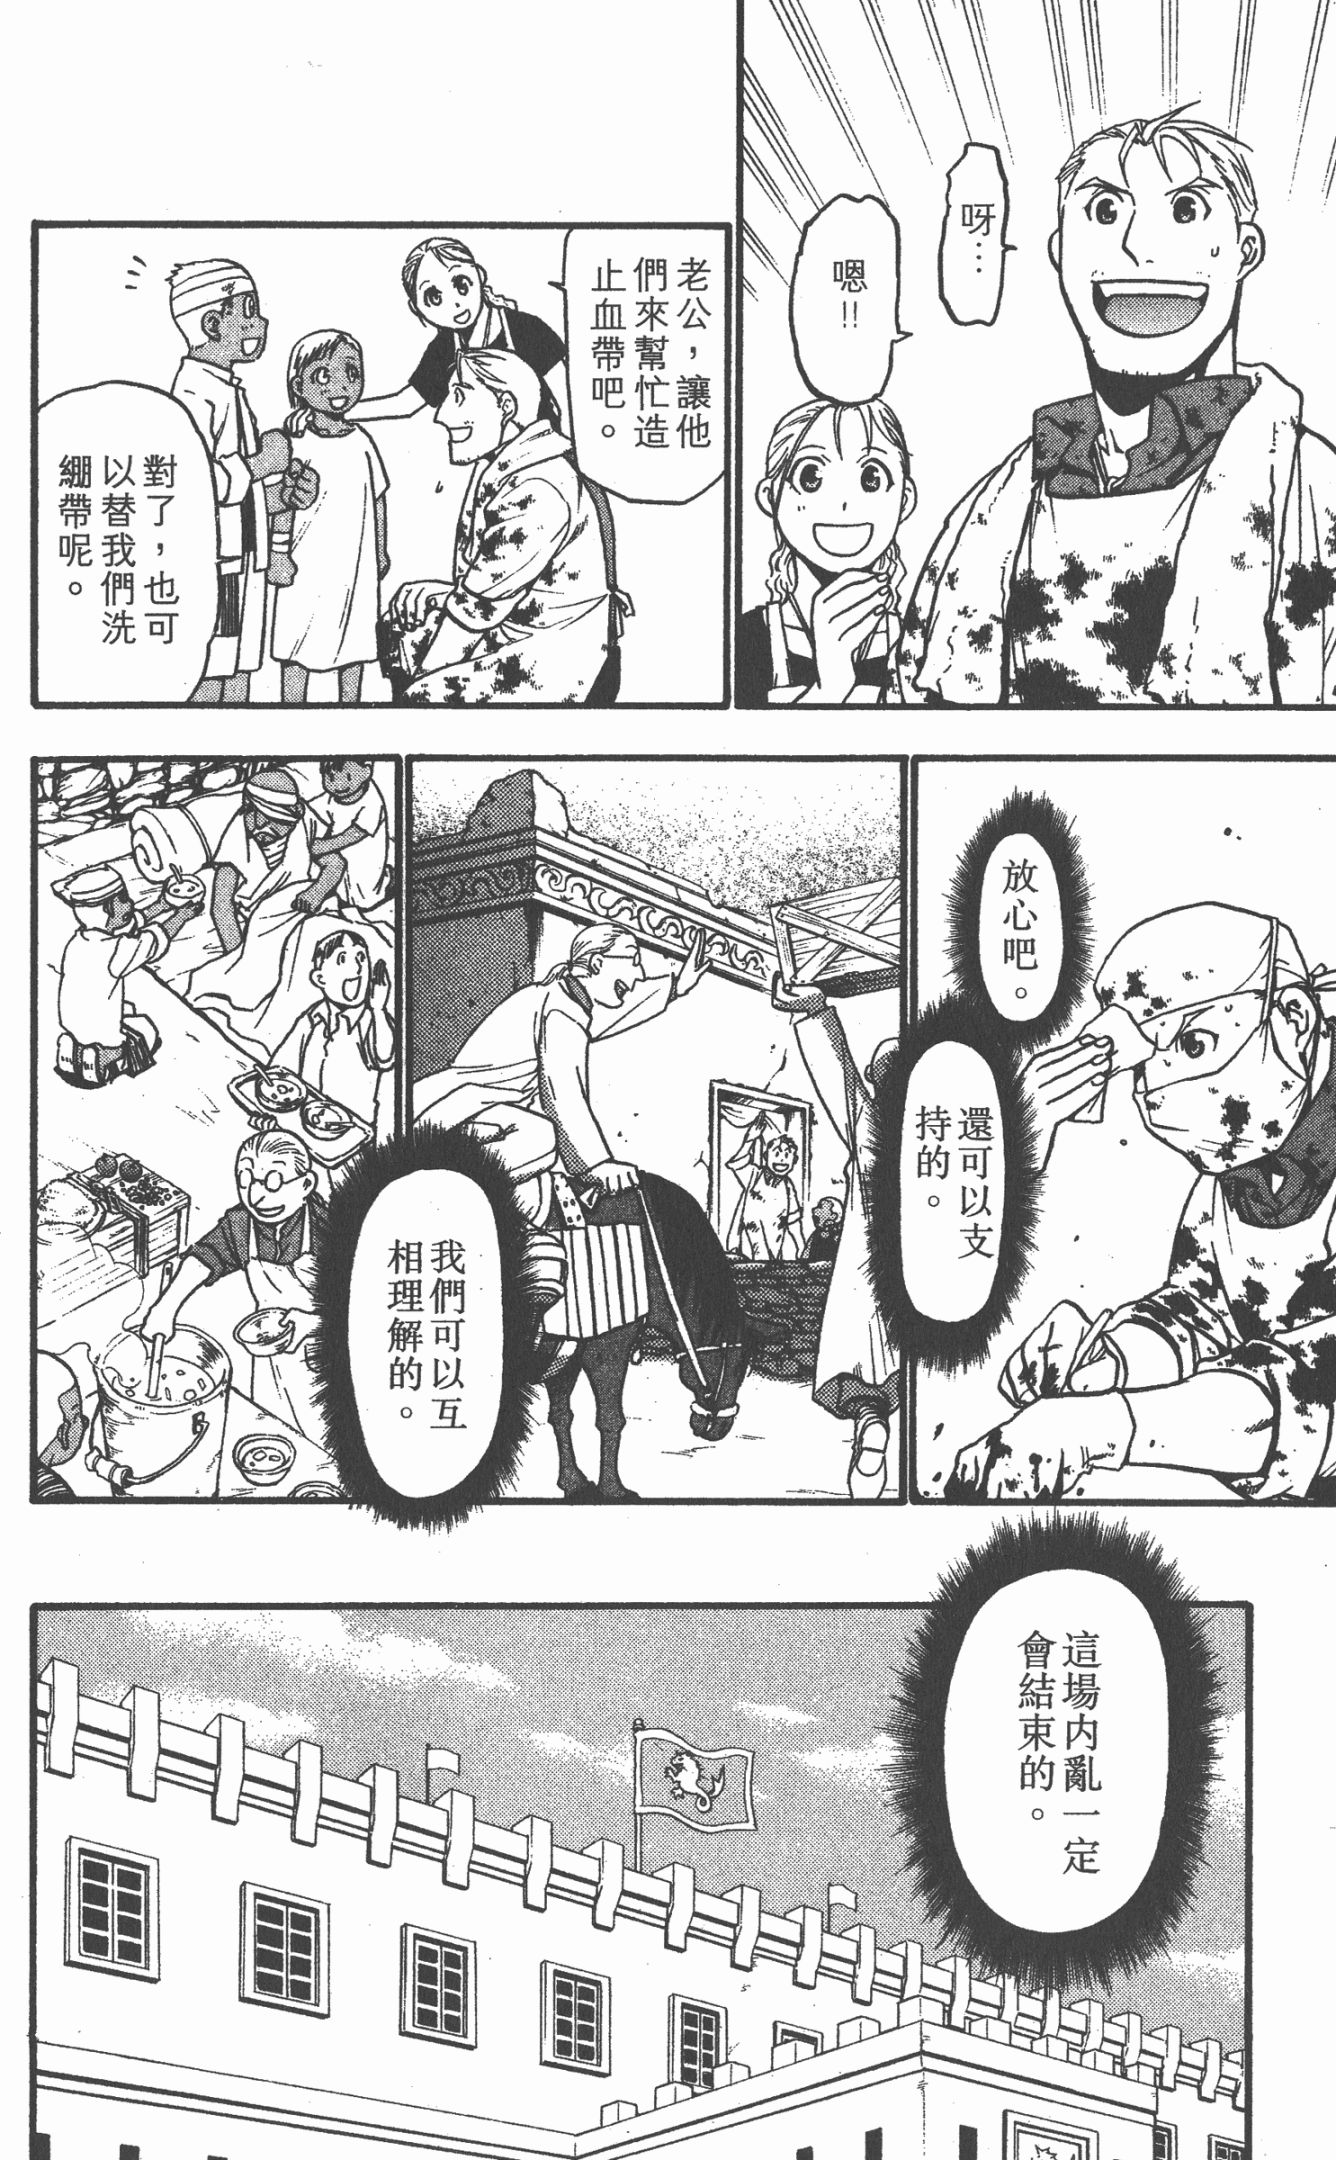 呀…
嗯!!
老公，讓他
們來幫忙造
止血帶吧。
對了，也可
以替我們洗
繃帶呢。
放心吧。
還可以支
持的。
我們可以互
相理解的。
這場內亂一定
會結束的。